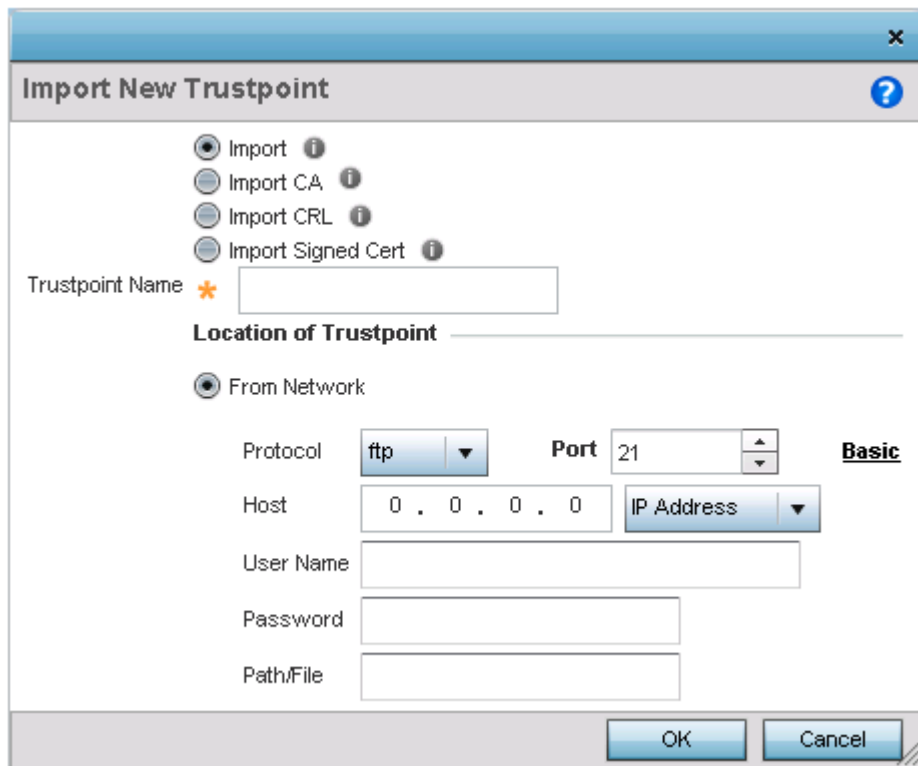 Import New Trustpoint
Import
Import CA
Import CRL
Import Signed Cert
Trustpoint Name *
Location of Trustpoint
From Network
Protocol ftp Port 21 Basic
Host 0 . 0 . 0 . 0 IP Address
User Name
Password
Path/File
OK Cancel